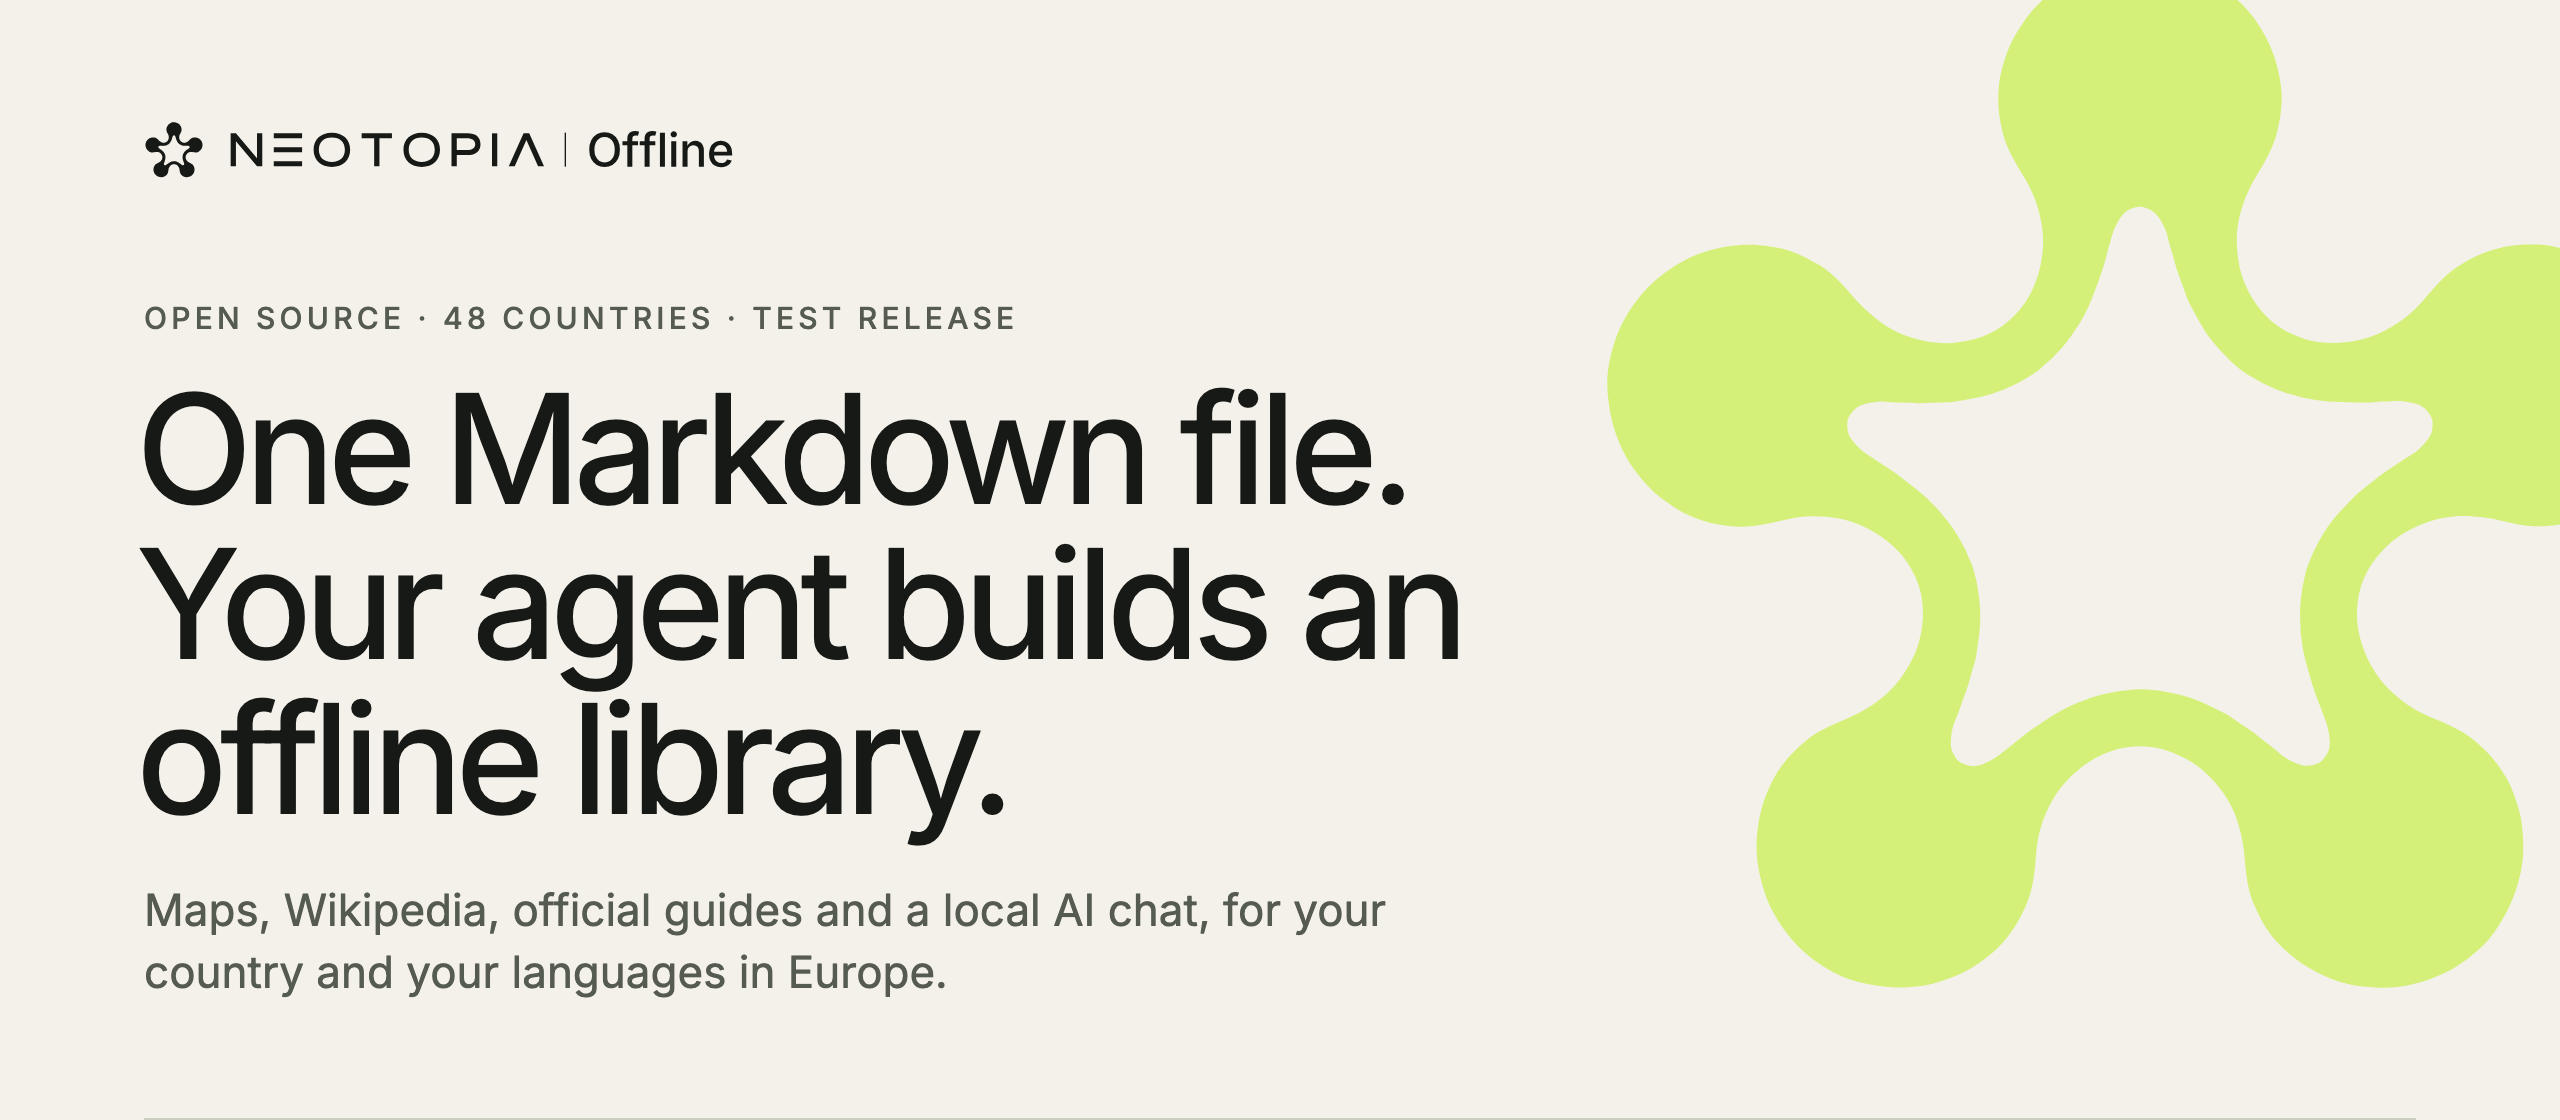 NEOTOPIA | Offline
OPEN SOURCE · 48 COUNTRIES · TEST RELEASE
One Markdown file.
Your agent builds an
offline library.
Maps, Wikipedia, official guides and a local AI chat, for your
country and your languages in Europe.